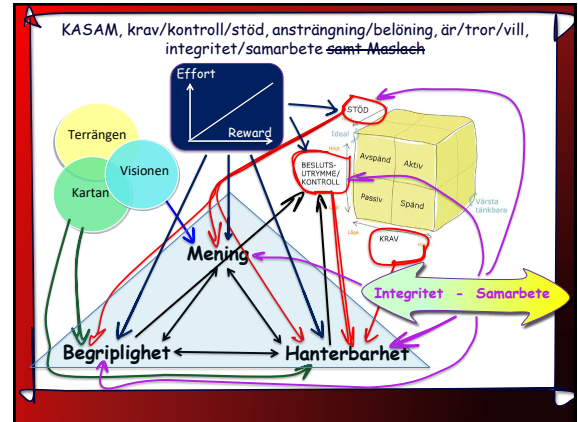 KASAM, krav/kontroll/stöd, ansträngning/belöning, är/tror/vill,
integritet/samarbete samt Maslach
Effort
Reward
STÖD
Terrängen
Visionen
Kartan
Ideal
BESLUTS-
UTRYMME/
KONTROLL
Avspänd Aktiv
Passiv Spänd
Värsta
tänkbara
KRAV
Mening
Integritet - Samarbete
Begriplighet
Hanterbarhet